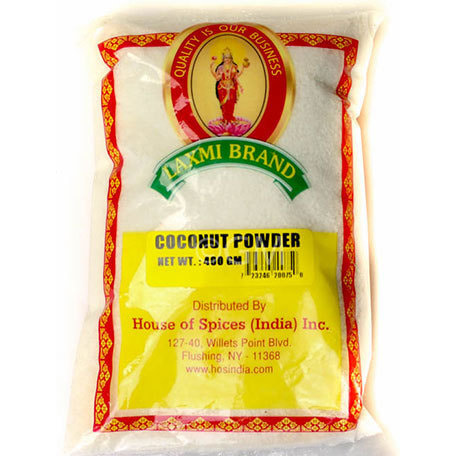 QUALITY IS OUR BUSINESS
LAXMI BRAND
COCONUT POWDER
NET WT. : 400 GM
Distributed By
House of Spices (India) Inc.
127-40, Willets Point Blvd.
Flushing, NY - 11368
www.hosindia.com